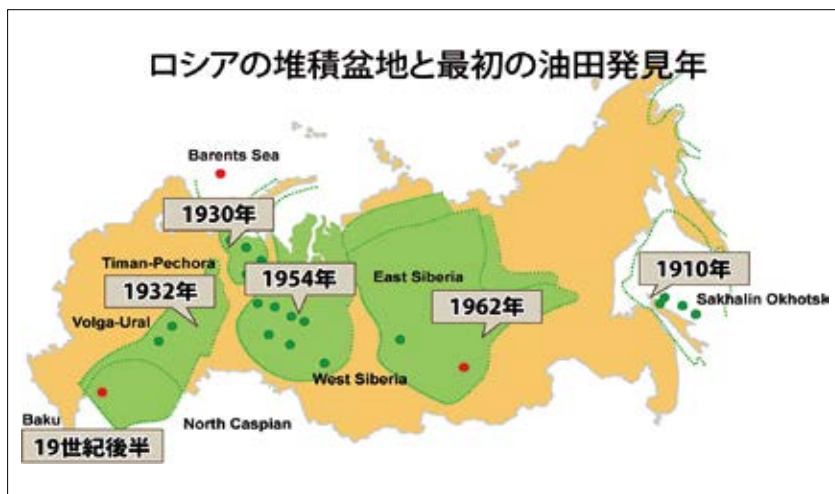 ロシアの堆積盆地と最初の油田発見年
Barents Sea
1930年
Timan-Pechora
1932年
Volga-Ural
1954年
East Siberia
1962年
1910年
Sakhalin Okhotsk
West Siberia
Baku
North Caspian
19世紀後半